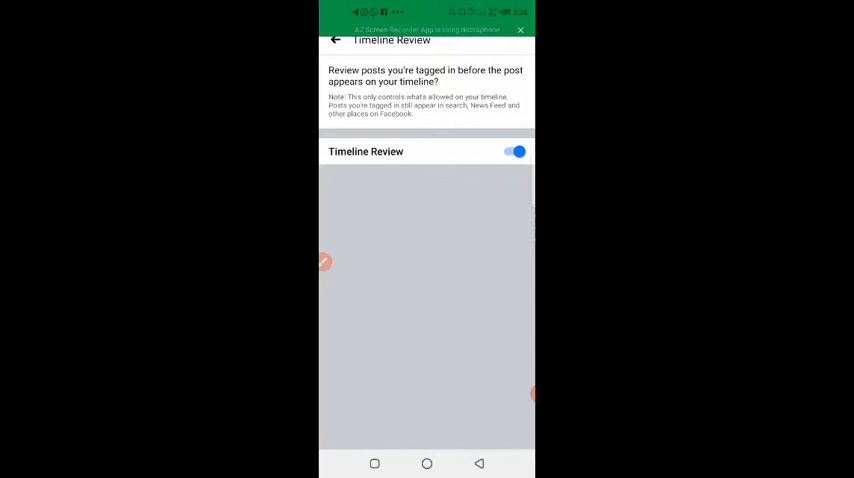 2:36
AZ Screen Recorder App is using microphone
Timeline Review
Review posts you're tagged in before the post
appears on your timeline?
Note: This only controls what's allowed on your timeline.
Posts you're tagged in still appear in search, News Feed and
other places on Facebook.
Timeline Review